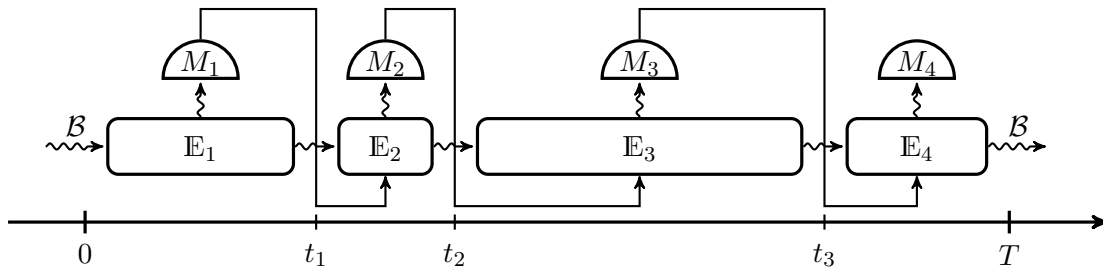 M₁ M₂ M₃ M₄
ℬ 𝔼₁ 𝔼₂ 𝔼₃ 𝔼₄ ℬ
0 t₁ t₂ t₃ T